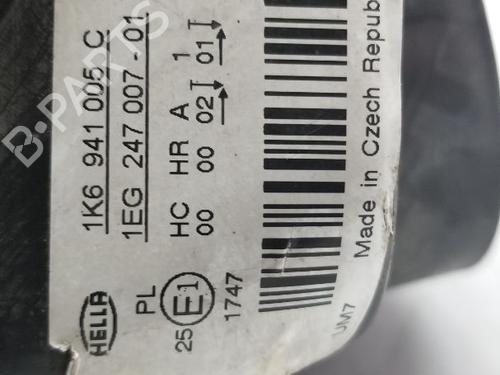 1K6 941 005 C
1EG 247 007 - 01
HC HR A 1
00 00 02 01
HELLA
PL
25 E1
1747
Made in Czech Republ
UM7
B-PARTS